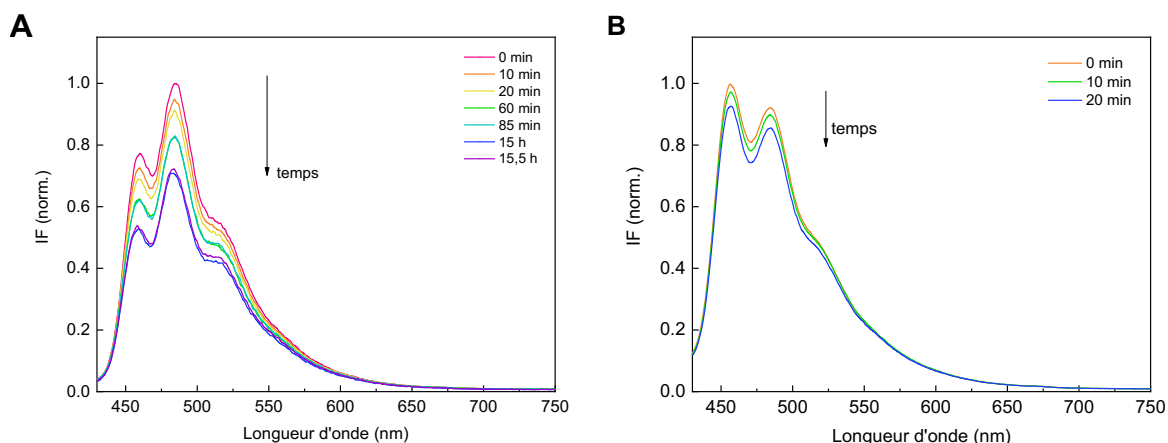 A
0 min
10 min
20 min
60 min
85 min
15 h
15,5 h
temps
IF (norm.)
1.0
0.8
0.6
0.4
0.2
0.0
450 500 550 600 650 700 750
Longueur d'onde (nm)
B
0 min
10 min
20 min
temps
IF (norm.)
1.0
0.8
0.6
0.4
0.2
0.0
450 500 550 600 650 700 750
Longueur d'onde (nm)